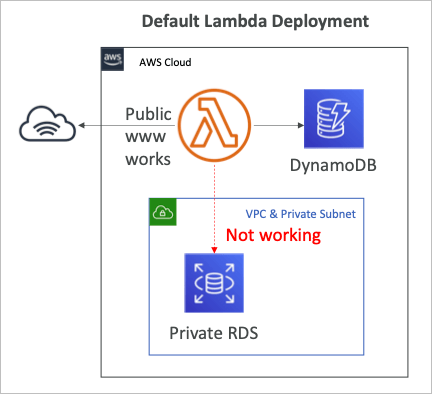 Default Lambda Deployment
aws
AWS Cloud
Public
www
works
DynamoDB
VPC & Private Subnet
Not working
Private RDS